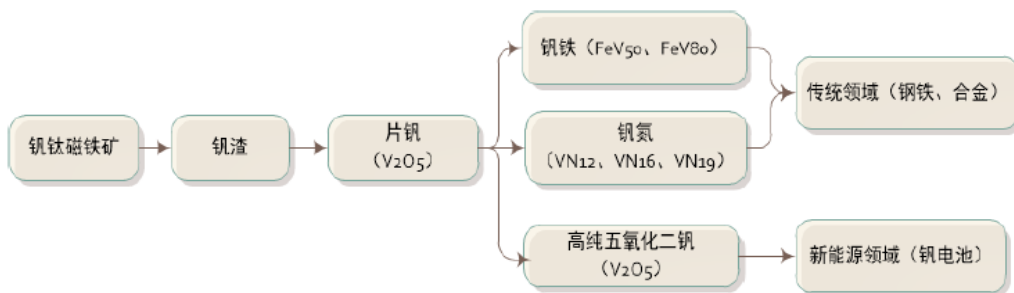 钒钛磁铁矿
钒渣
片钒
(V2O5)
钒铁（FeV50、FeV80）
钒氮
（VN12、VN16、VN19）
高纯五氧化二钒
(V2O5)
传统领域（钢铁、合金）
新能源领域（钒电池）